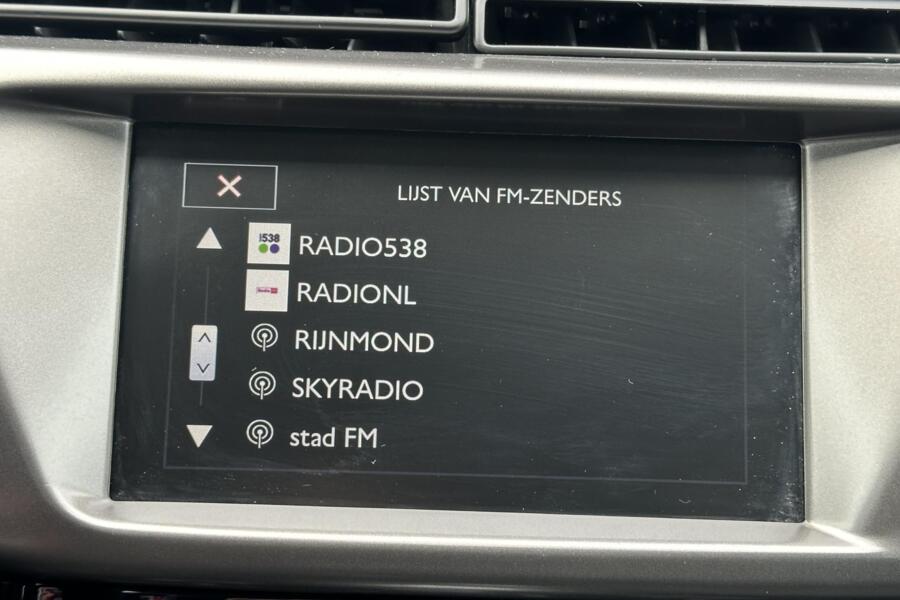 LIJST VAN FM-ZENDERS
538
RADIO538
RADIONL
RIJNMOND
SKYRADIO
stad FM